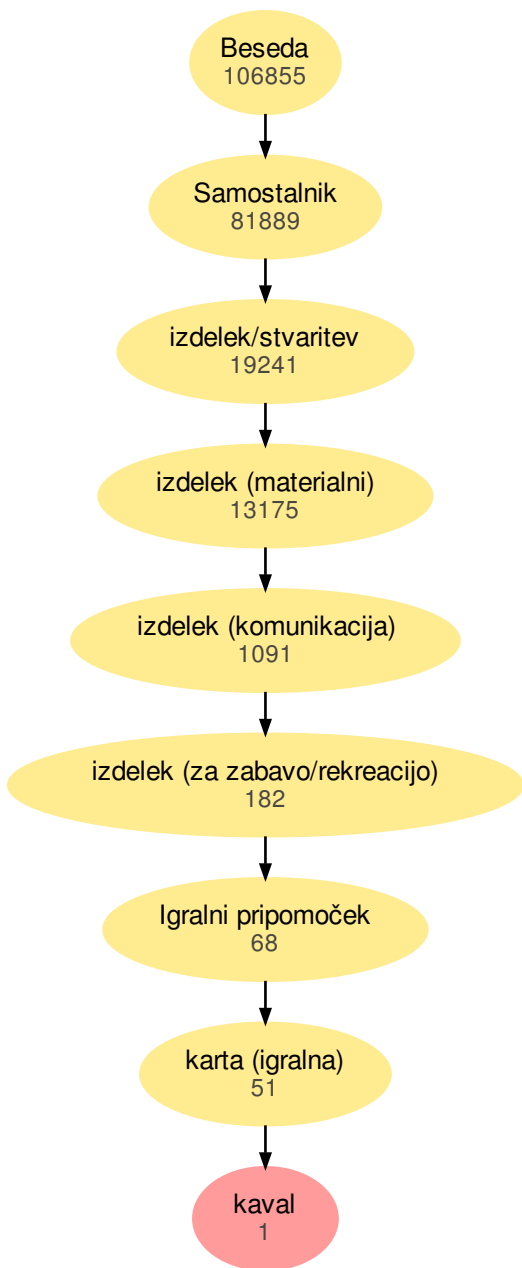 Beseda
106855
Samostalnik
81889
izdelek/stvaritev
19241
izdelek (materialni)
13175
izdelek (komunikacija)
1091
izdelek (za zabavo/rekreacijo)
182
Igralni pripomoček
68
karta (igralna)
51
kaval
1